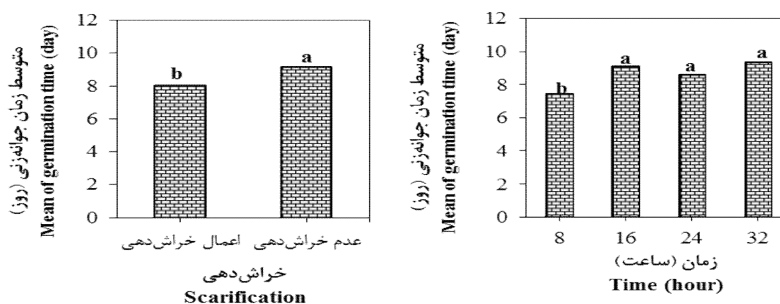 متوسط زمان جوانه‌زنی (روز)
Mean of germination time (day)
12
10
8
6
4
2
0
b
a
اعمال خراش‌دهی
عدم خراش‌دهی
خراش‌دهی
Scarification
متوسط زمان جوانه‌زنی (روز)
Mean of germination time (day)
12
10
8
6
4
2
0
b
a
a
a
8
16
24
32
زمان (ساعت)
Time (hour)